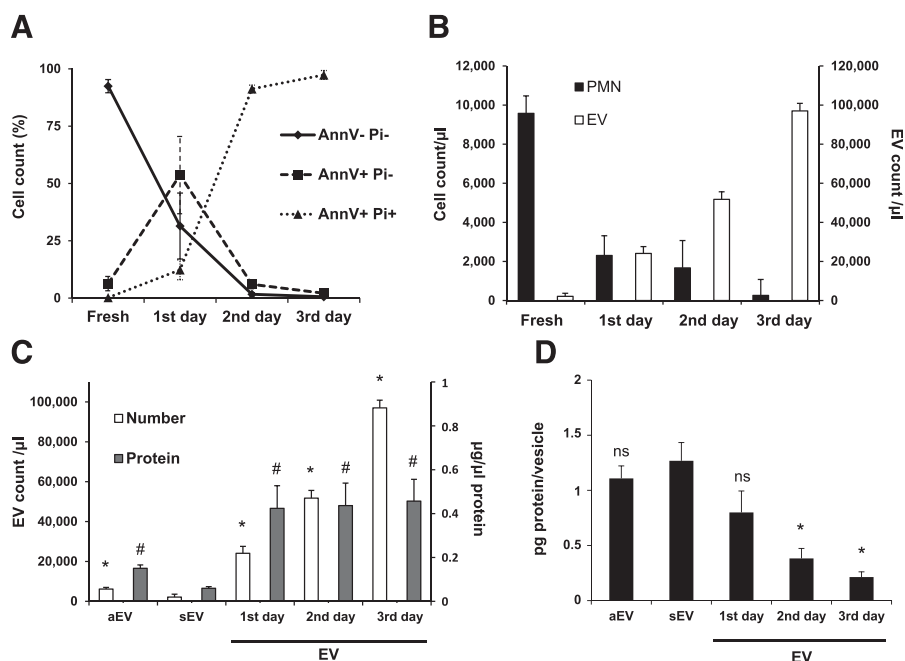 A
100
75
50
25
0
Cell count (%)
AnnV- Pi-
AnnV+ Pi-
AnnV+ Pi+
Fresh 1st day 2nd day 3rd day
B
12,000
10,000
8,000
6,000
4,000
2,000
0
Cell count/µl
PMN
EV
120,000
100,000
80,000
60,000
40,000
20,000
0
EV count /µl
Fresh 1st day 2nd day 3rd day
C
100,000
80,000
60,000
40,000
20,000
0
EV count /µl
Number
Protein
* # * # * # * #
1
0.8
0.6
0.4
0.2
0
µg/µl protein
aEV sEV 1st day 2nd day 3rd day
EV
D
2
1.5
1
0.5
0
pg protein/vesicle
ns ns * *
aEV sEV 1st day 2nd day 3rd day
EV